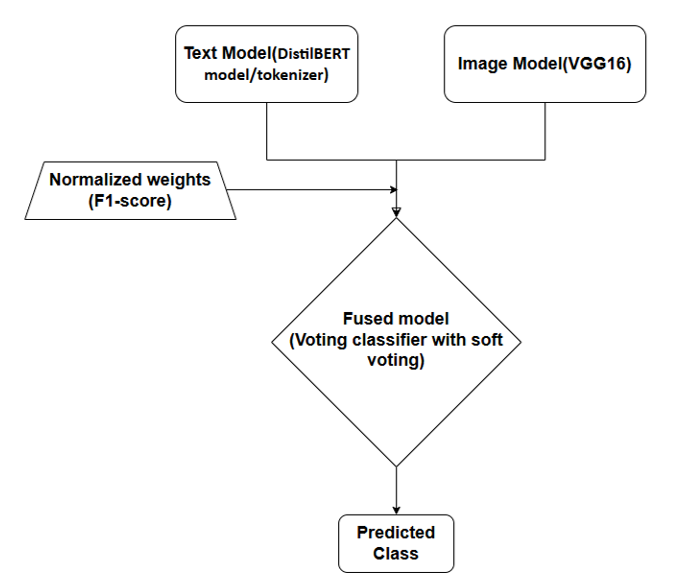 Text Model(DistilBERT
model/tokenizer)
Image Model(VGG16)
Normalized weights
(F1-score)
Fused model
(Voting classifier with soft
voting)
Predicted
Class